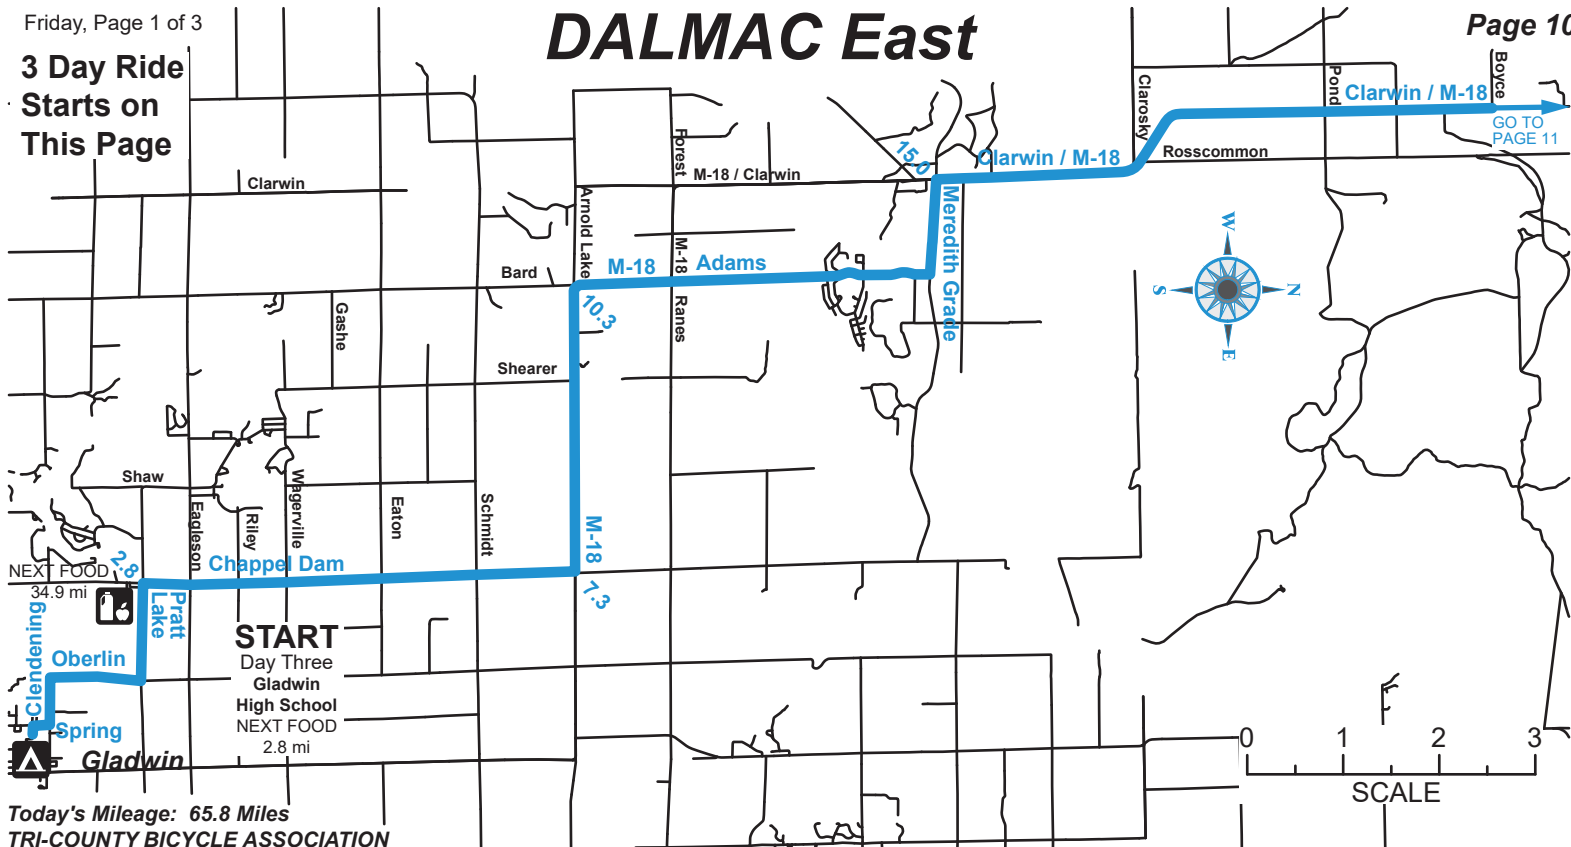 Friday, Page 1 of 3
DALMAC East
Page 10
3 Day Ride
Starts on
This Page
Boyce
Pond
Clarosky
Clarwin / M-18
GO TO
PAGE 11
Rosscommon
Clarwin / M-18
15.0
Forest
M-18 / Clarwin
Clarwin
Arnold Lake
Meredith Grade
M-18
Ranes
M-18
Adams
Bard
10.3
Gashe
Shearer
W
S
N
E
Shaw
Eagleson
Riley
Wagerville
Eaton
Schmidt
M-18
7.3
Chappel Dam
2.8
NEXT FOOD
34.9 mi
Pratt
Lake
Clendening
Oberlin
Spring
START
Day Three
Gladwin
High School
NEXT FOOD
2.8 mi
Gladwin
0 1 2 3
SCALE
Today's Mileage: 65.8 Miles
TRI-COUNTY BICYCLE ASSOCIATION